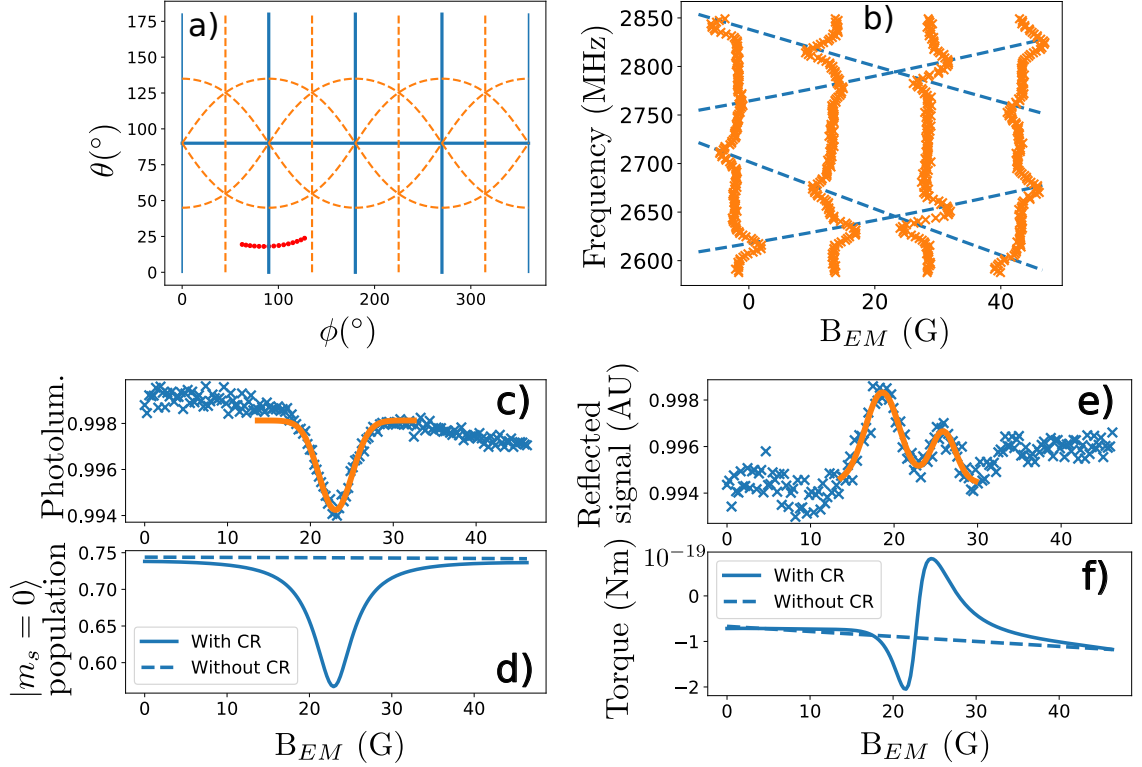 a)
θ(°)
175
150
125
100
75
50
25
0
0
100
200
300
ϕ(°)
b)
Frequency (MHz)
2850
2800
2750
2700
2650
2600
0
20
40
B_EM (G)
c)
Photolum.
0.998
0.996
0.994
0
10
20
30
40
d)
|m_s = 0⟩
population
0.75
0.70
0.65
0.60
With CR
Without CR
0
10
20
30
40
B_EM (G)
e)
Reflected
signal (AU)
0.998
0.996
0.994
0
10
20
30
40
f)
Torque (Nm)
10⁻¹⁹
0
−1
−2
With CR
Without CR
0
10
20
30
40
B_EM (G)